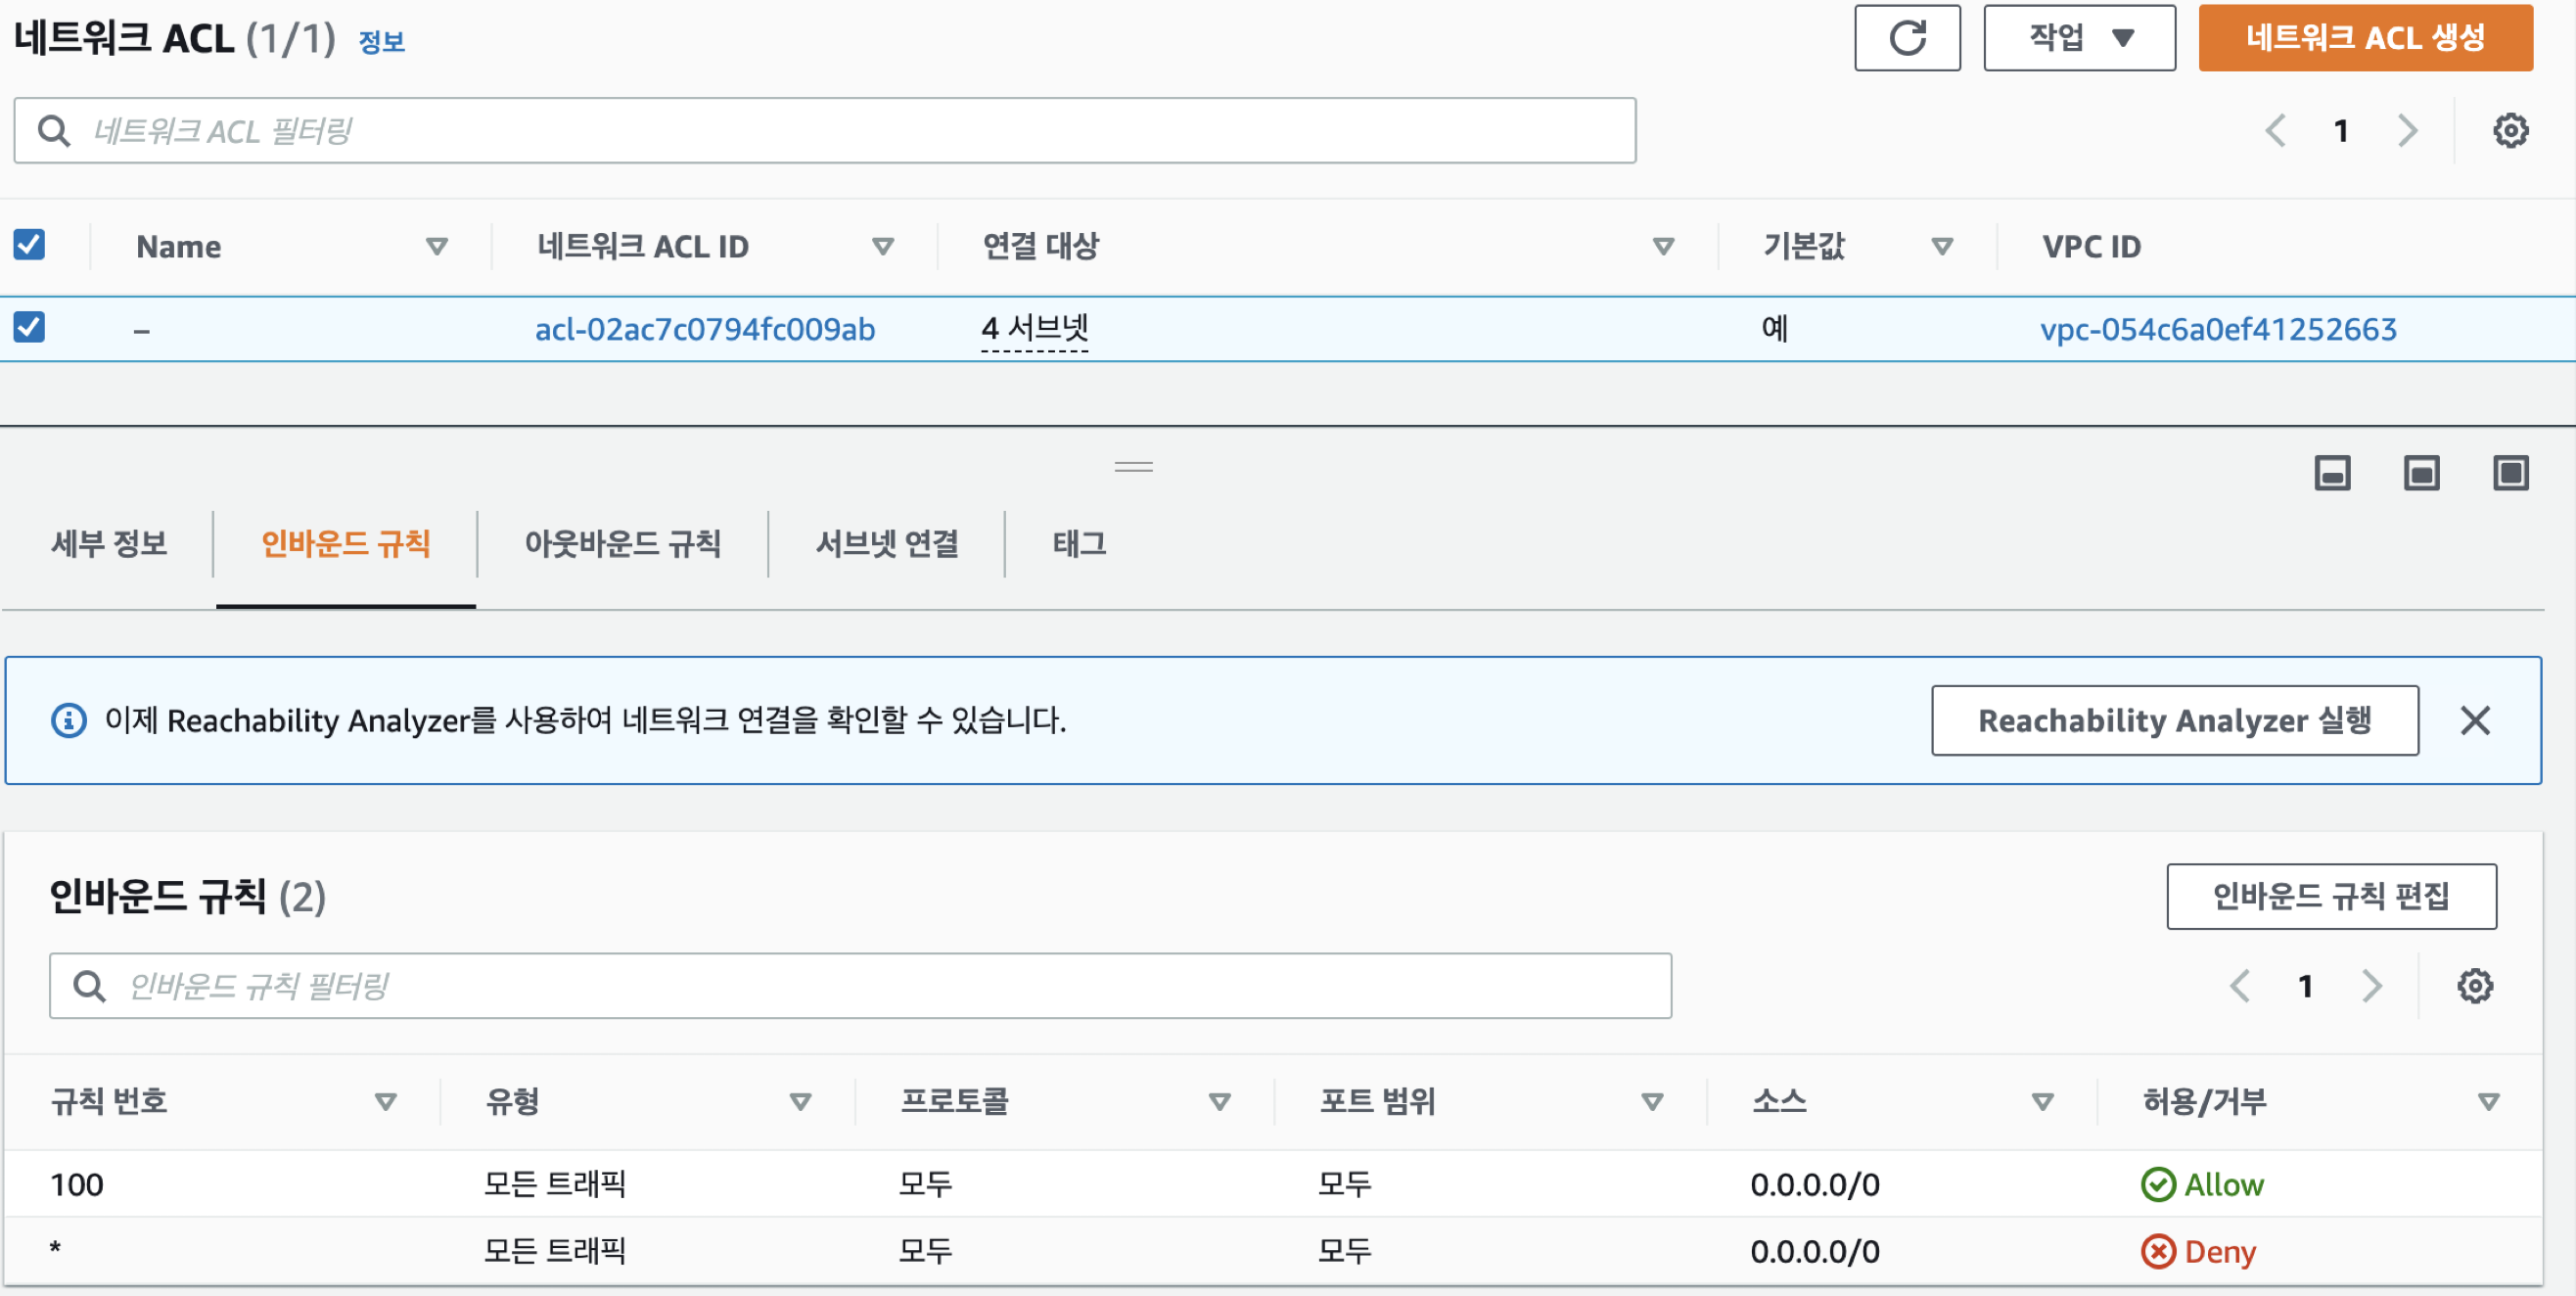 네트워크 ACL (1/1) 정보
작업
네트워크 ACL 생성
네트워크 ACL 필터링
1
Name 네트워크 ACL ID 연결 대상 기본값 VPC ID
– acl-02ac7c0794fc009ab 4 서브넷 예 vpc-054c6a0ef41252663
세부 정보 인바운드 규칙 아웃바운드 규칙 서브넷 연결 태그
이제 Reachability Analyzer를 사용하여 네트워크 연결을 확인할 수 있습니다.
Reachability Analyzer 실행
인바운드 규칙 (2)
인바운드 규칙 편집
인바운드 규칙 필터링
1
규칙 번호 유형 프로토콜 포트 범위 소스 허용/거부
100 모든 트래픽 모두 모두 0.0.0.0/0 Allow
* 모든 트래픽 모두 모두 0.0.0.0/0 Deny